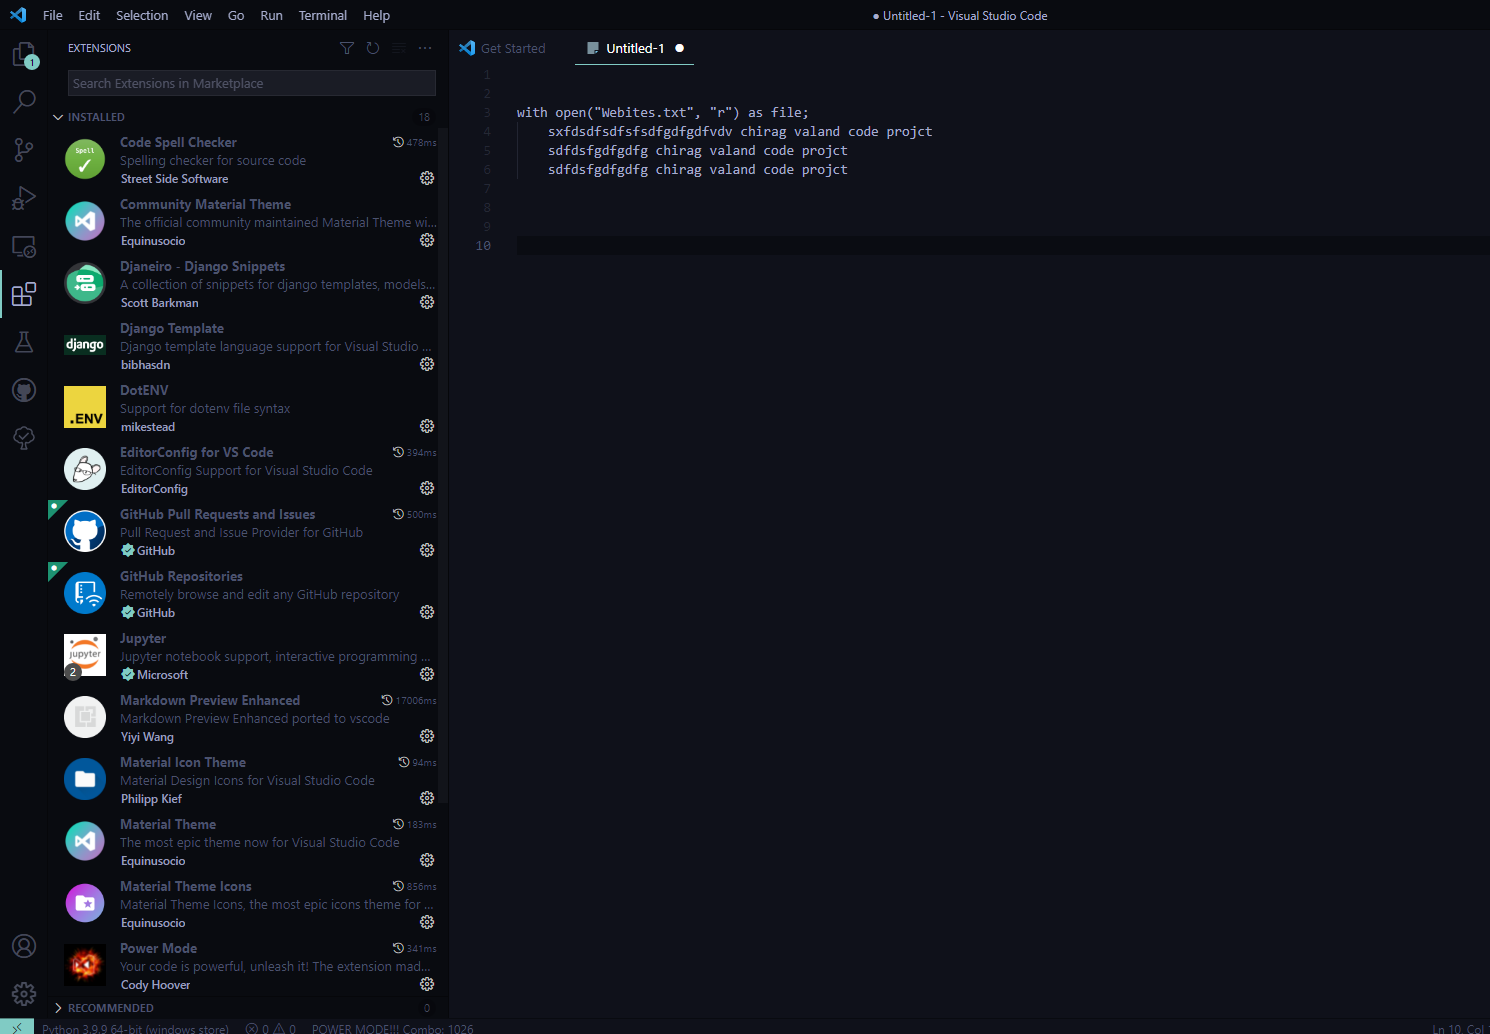 File Edit Selection View Go Run Terminal Help
● Untitled-1 - Visual Studio Code
1
EXTENSIONS
Search Extensions in Marketplace
INSTALLED 18
Code Spell Checker 478ms
Spelling checker for source code
Street Side Software
Community Material Theme
The official community maintained Material Theme wi...
Equinusocio
Djaneiro - Django Snippets
A collection of snippets for django templates, models...
Scott Barkman
django
Django Template
Django template language support for Visual Studio ...
bibhasdn
.ENV
DotENV
Support for dotenv file syntax
mikestead
EditorConfig for VS Code 394ms
EditorConfig Support for Visual Studio Code
EditorConfig
GitHub Pull Requests and Issues 500ms
Pull Request and Issue Provider for GitHub
GitHub
GitHub Repositories
Remotely browse and edit any GitHub repository
GitHub
jupyter
2
Jupyter
Jupyter notebook support, interactive programming ...
Microsoft
Markdown Preview Enhanced 17006ms
Markdown Preview Enhanced ported to vscode
Yiyi Wang
Material Icon Theme 94ms
Material Design Icons for Visual Studio Code
Philipp Kief
Material Theme 183ms
The most epic theme now for Visual Studio Code
Equinusocio
Material Theme Icons 856ms
Material Theme Icons, the most epic icons theme for ...
Equinusocio
Power Mode 341ms
Your code is powerful, unleash it! The extension mad...
Cody Hoover
RECOMMENDED 0
Get Started
Untitled-1
1
2
3 with open("Webites.txt", "r") as file;
4 sxfdsdfsdfsfsdfgdfgdfvdv chirag valand code projct
5 sdfdsfgdfgdfg chirag valand code projct
6 sdfdsfgdfgdfg chirag valand code projct
7
8
9
10
Python 3.9.9 64-bit (windows store) 0 0 POWER MODE!!! Combo: 1026
Ln 10, Col